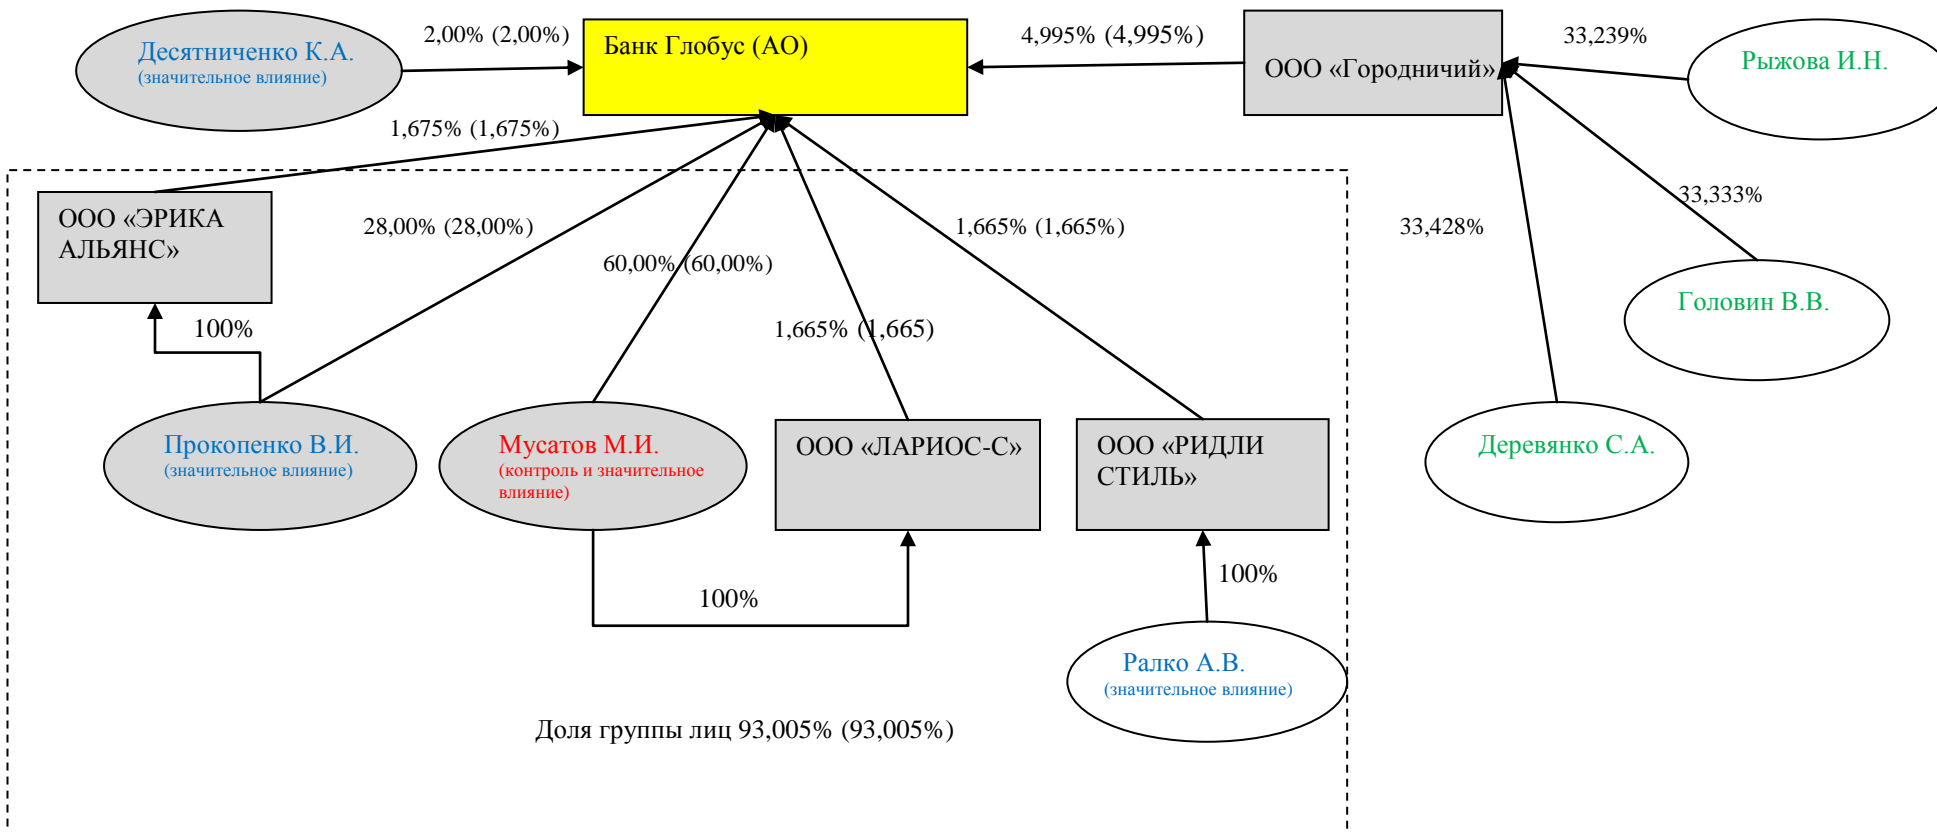 Десятниченко К.А.
(значительное влияние)
2,00% (2,00%)
Банк Глобус (АО)
4,995% (4,995%)
ООО «Городничий»
33,239%
Рыжова И.Н.
1,675% (1,675%)
ООО «ЭРИКА
АЛЬЯНС»
28,00% (28,00%)
60,00% (60,00%)
1,665% (1,665%)
33,428%
33,333%
Головин В.В.
100%
1,665% (1,665)
Прокопенко В.И.
(значительное влияние)
Мусатов М.И.
(контроль и значительное
влияние)
ООО «ЛАРИОС-С»
ООО «РИДЛИ
СТИЛЬ»
Деревянко С.А.
100%
100%
Ралко А.В.
(значительное влияние)
Доля группы лиц 93,005% (93,005%)